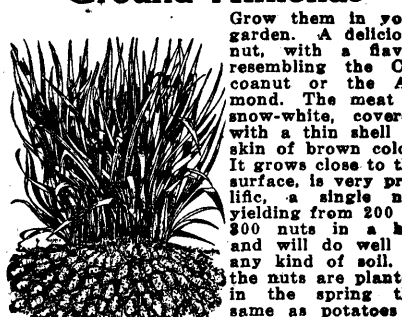 Grow them in yo
garden. A delicio
nut, with a flav
resembling the C
coanut or the A
mond. The meat
snow-white, cover
with a thin shell
skin of brown colo
It grows close to th
surface, is very pr
lific, a single n
yielding from 200
300 nuts in a h
and will do well
any kind of soil.
the nuts are plant
in the spring t
same as potatoes